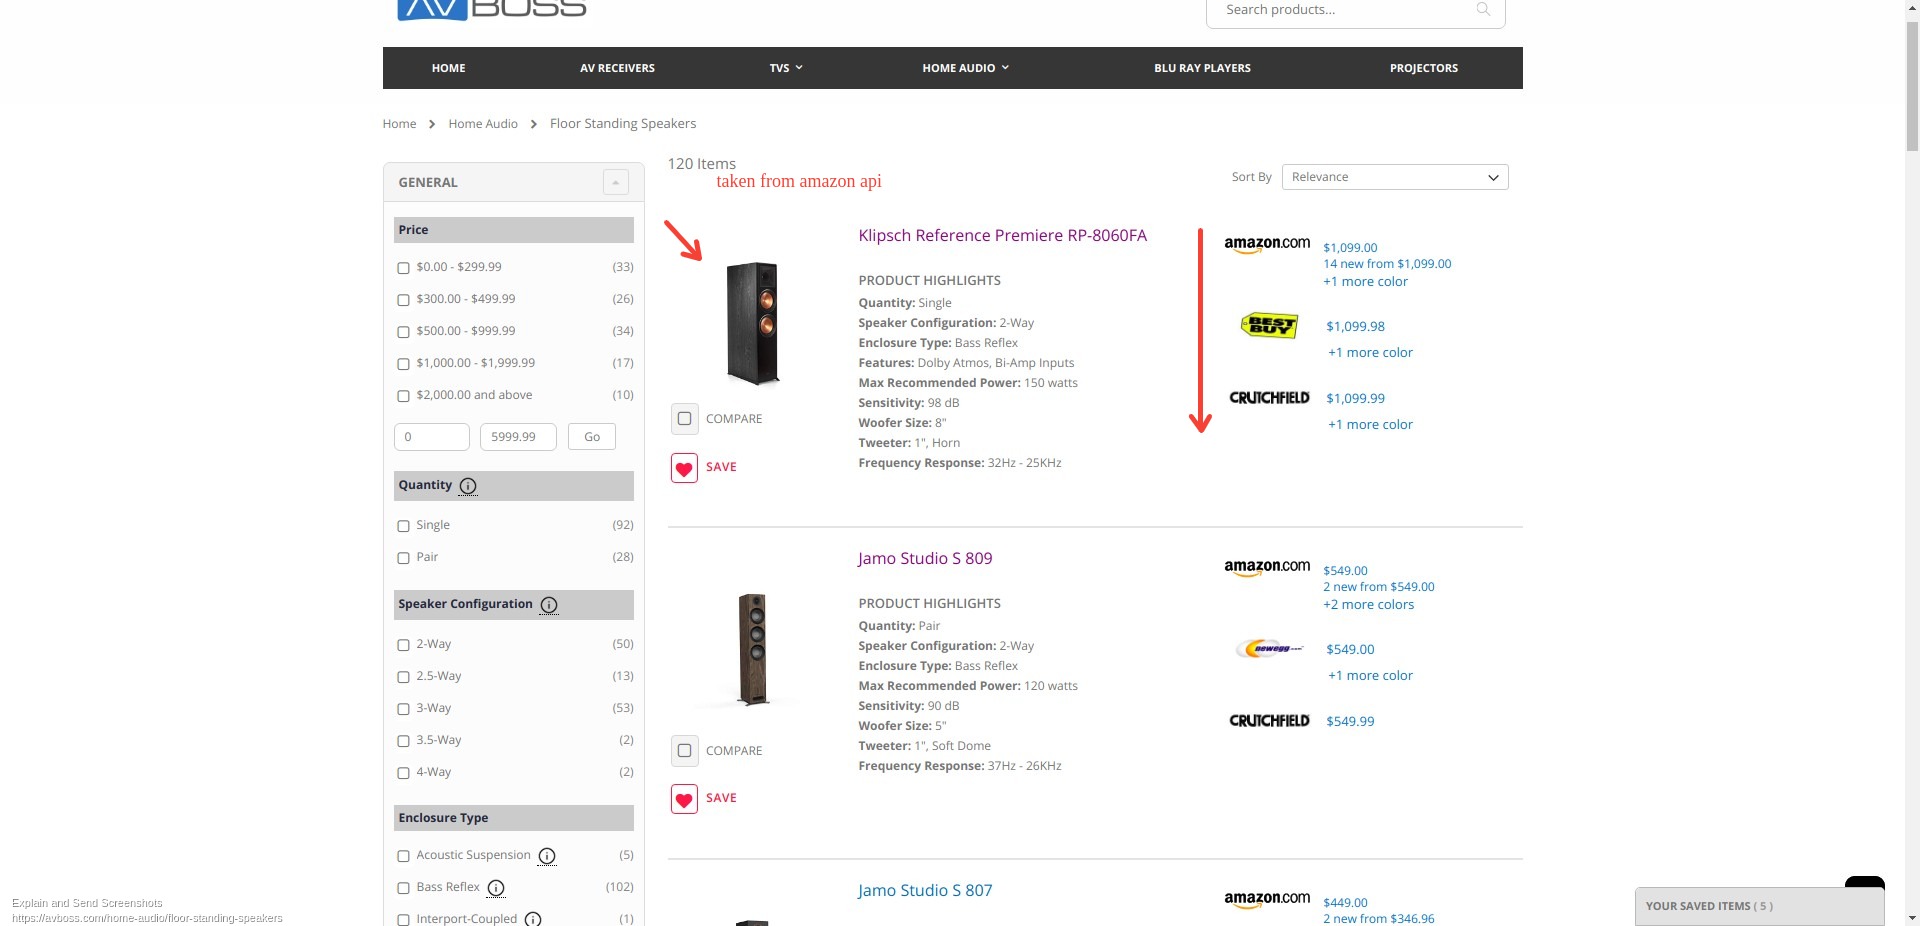 AVBOSS
Search products...
HOME
AV RECEIVERS
TVS
HOME AUDIO
BLU RAY PLAYERS
PROJECTORS
Home > Home Audio > Floor Standing Speakers
GENERAL
Price
$0.00 - $299.99 (33)
$300.00 - $499.99 (26)
$500.00 - $999.99 (34)
$1,000.00 - $1,999.99 (17)
$2,000.00 and above (10)
0 5999.99 Go
Quantity
Single (92)
Pair (28)
Speaker Configuration
2-Way (50)
2.5-Way (13)
3-Way (53)
3.5-Way (2)
4-Way (2)
Enclosure Type
Acoustic Suspension (5)
Bass Reflex (102)
Interport-Coupled (1)
120 Items
taken from amazon api
Sort By Relevance
Klipsch Reference Premiere RP-8060FA
PRODUCT HIGHLIGHTS
Quantity: Single
Speaker Configuration: 2-Way
Enclosure Type: Bass Reflex
Features: Dolby Atmos, Bi-Amp Inputs
Max Recommended Power: 150 watts
Sensitivity: 98 dB
Woofer Size: 8"
Tweeter: 1", Horn
Frequency Response: 32Hz - 25KHz
COMPARE
SAVE
amazon.com
$1,099.00
14 new from $1,099.00
+1 more color
BEST BUY
$1,099.98
+1 more color
CRUTCHFIELD
$1,099.99
+1 more color
Jamo Studio S 809
PRODUCT HIGHLIGHTS
Quantity: Pair
Speaker Configuration: 2-Way
Enclosure Type: Bass Reflex
Max Recommended Power: 120 watts
Sensitivity: 90 dB
Woofer Size: 5"
Tweeter: 1", Soft Dome
Frequency Response: 37Hz - 26KHz
COMPARE
SAVE
amazon.com
$549.00
2 new from $549.00
+2 more colors
newegg.com
$549.00
+1 more color
CRUTCHFIELD
$549.99
Jamo Studio S 807
amazon.com
$449.00
2 new from $346.96
YOUR SAVED ITEMS ( 5 )
Explain and Send Screenshots
https://avboss.com/home-audio/floor-standing-speakers